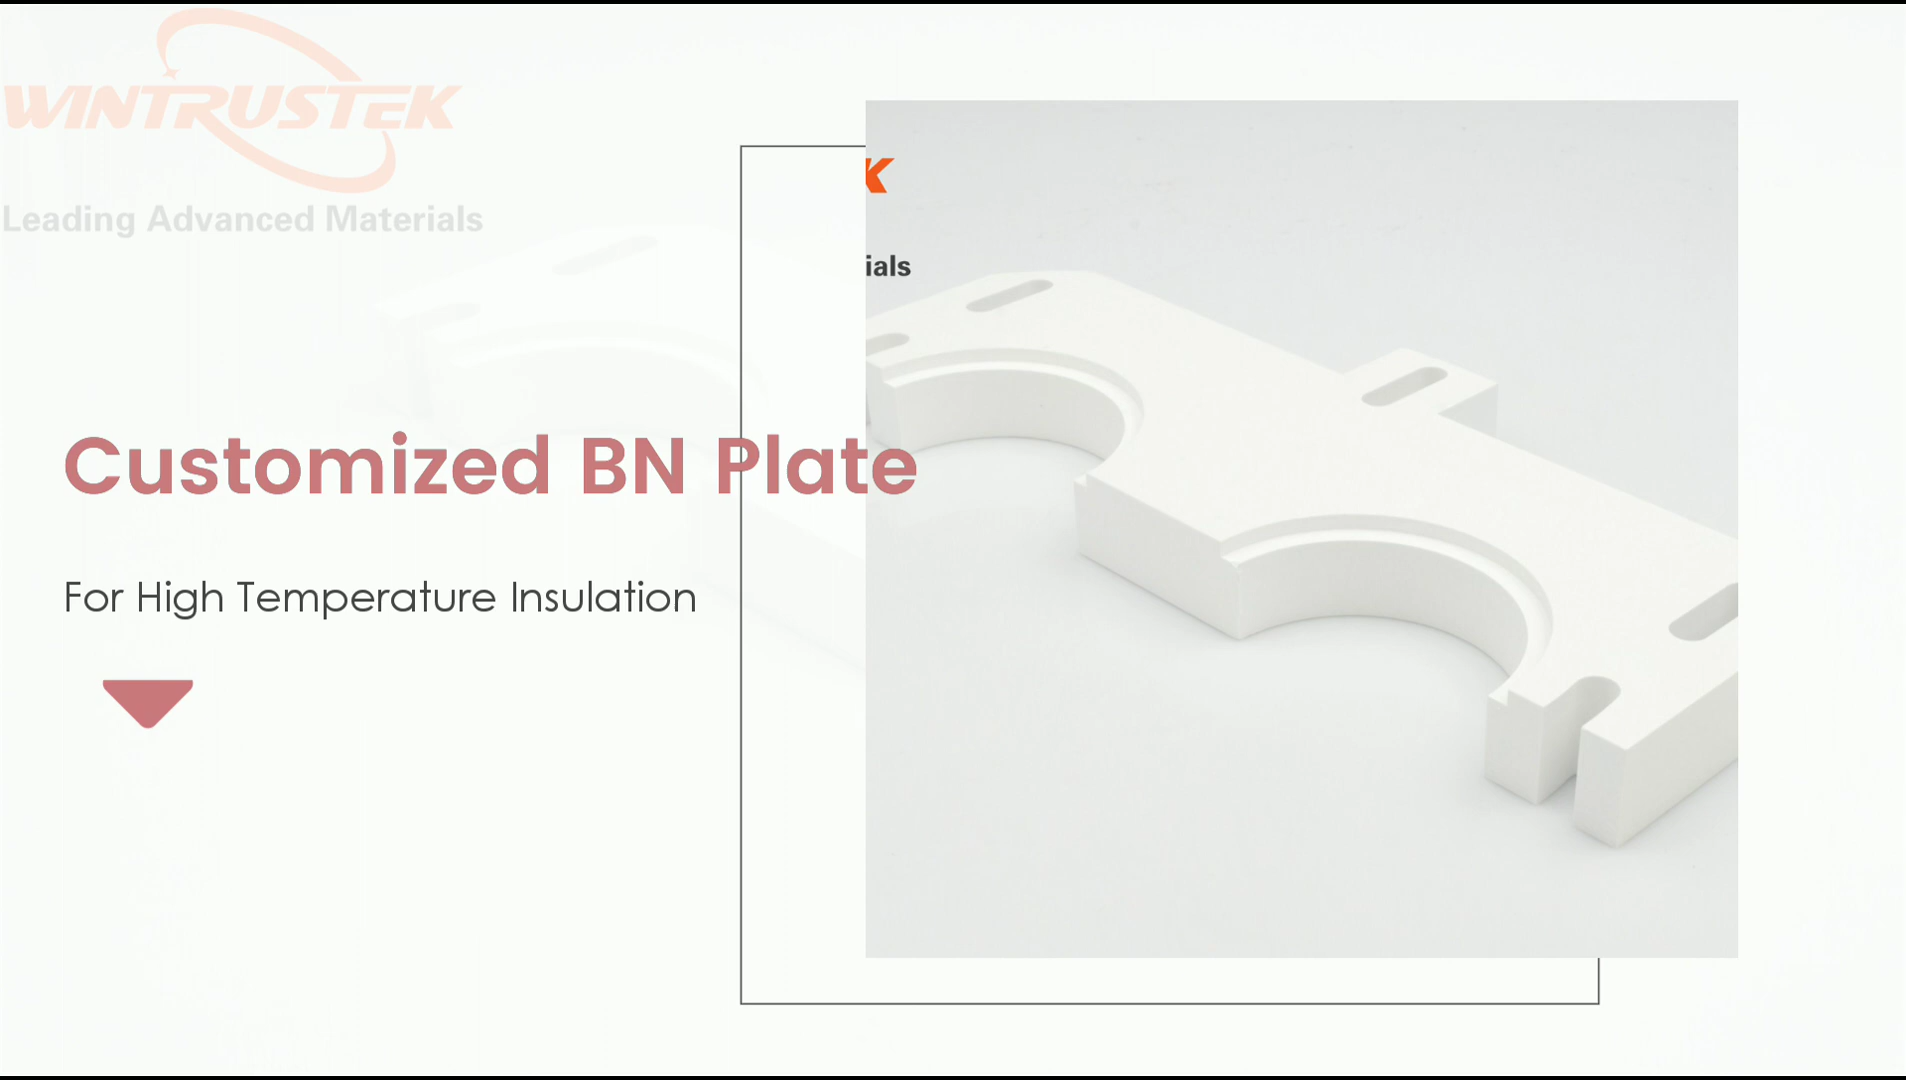 WINTRUSTEK
Leading Advanced Materials
K
ials
Customized BN Plate
For High Temperature Insulation